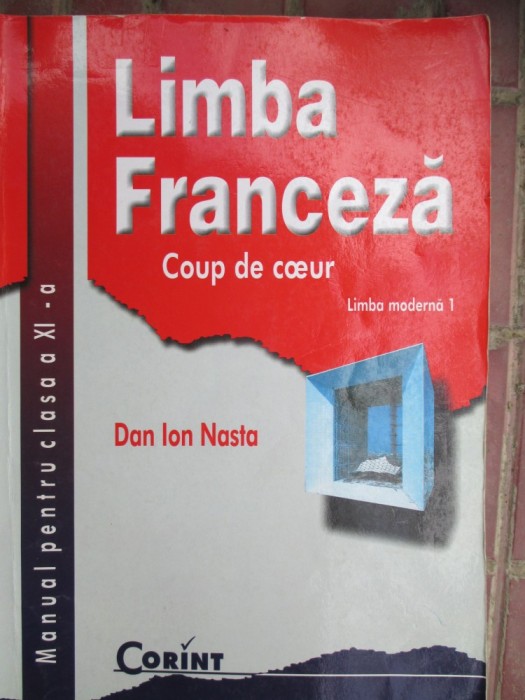 Limba
Franceză
Coup de cœur
Limba modernă 1
Dan Ion Nasta
Manual pentru clasa a XI - a
CORINT